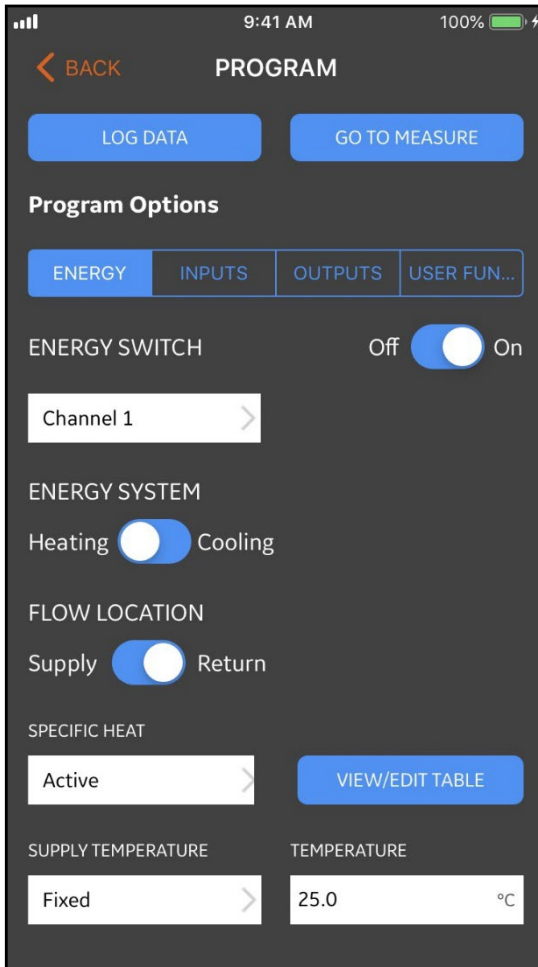 9:41 AM 100%
BACK PROGRAM
LOG DATA GO TO MEASURE
Program Options
ENERGY INPUTS OUTPUTS USER FUN...
ENERGY SWITCH Off On
Channel 1
ENERGY SYSTEM
Heating Cooling
FLOW LOCATION
Supply Return
SPECIFIC HEAT
Active VIEW/EDIT TABLE
SUPPLY TEMPERATURE TEMPERATURE
Fixed 25.0 °C